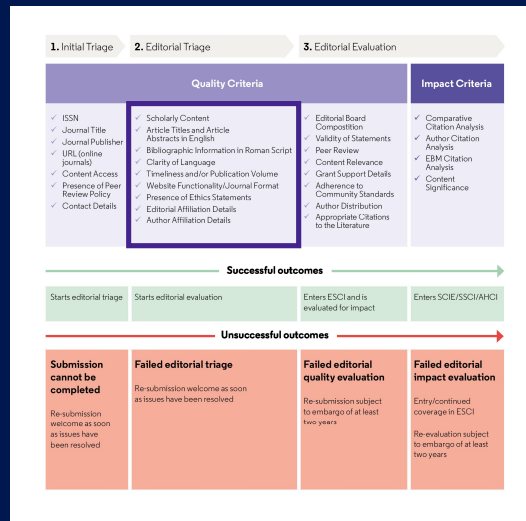 1. Initial Triage
2. Editorial Triage
3. Editorial Evaluation
Quality Criteria
Impact Criteria
✓ ISSN
✓ Journal Title
✓ Journal Publisher
✓ URL (online
journals)
✓ Content Access
✓ Presence of Peer
Review Policy
✓ Contact Details
✓ Scholarly Content
✓ Article Titles and Article
Abstracts in English
✓ Bibliographic Information in Roman Script
✓ Clarity of Language
✓ Timeliness and/or Publication Volume
✓ Website Functionality/Journal Format
✓ Presence of Ethics Statements
✓ Editorial Affiliation Details
✓ Author Affiliation Details
✓ Editorial Board
Compostition
✓ Validity of Statements
✓ Peer Review
✓ Content Relevance
✓ Grant Support Details
✓ Adherence to
Community Standards
✓ Author Distribution
✓ Appropriate Citations
to the Literature
✓ Comparative
Citation Analysis
✓ Author Citation
Analysis
✓ EBM Citation
Analysis
✓ Content
Significance
Successful outcomes
Starts editorial triage
Starts editorial evaluation
Enters ESCI and is
evaluated for impact
Enters SCIE/SSCI/AHCI
Unsuccessful outcomes
Submission
cannot be
completed
Re-submission
welcome as soon
as issues have
been resolved
Failed editorial triage
Re-submission welcome as soon
as issues have been resolved
Failed editorial
quality evaluation
Re-submission subject
to embargo of at least
two years
Failed editorial
impact evaluation
Entry/continued
coverage in ESCI
Re-evaluation subject
to embargo of at least
two years